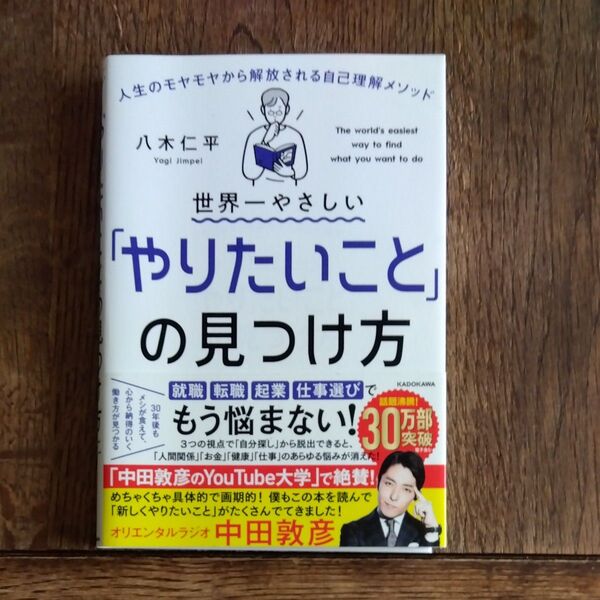 人生のモヤモヤから解放される自己理解メソッド
八木仁平
Yagi Jimpei
The world's easiest
way to find
what you want to do
世界一やさしい
「やりたいこと」
の見つけ方
KADOKAWA
30年後も
メシが食えて、
心から納得のいく
働き方が見つかる
就職 転職 起業 仕事選びで
もう悩まない!
話題沸騰!
30万部
突破
3つの視点で「自分探し」から脱出できると、
「人間関係」「お金」「健康」「仕事」のあらゆる悩みが消えた!
「中田敦彦のYouTube大学」で絶賛!
めちゃくちゃ具体的で画期的!僕もこの本を読んで
「新しくやりたいこと」がたくさんでてきました!
オリエンタルラジオ 中田敦彦